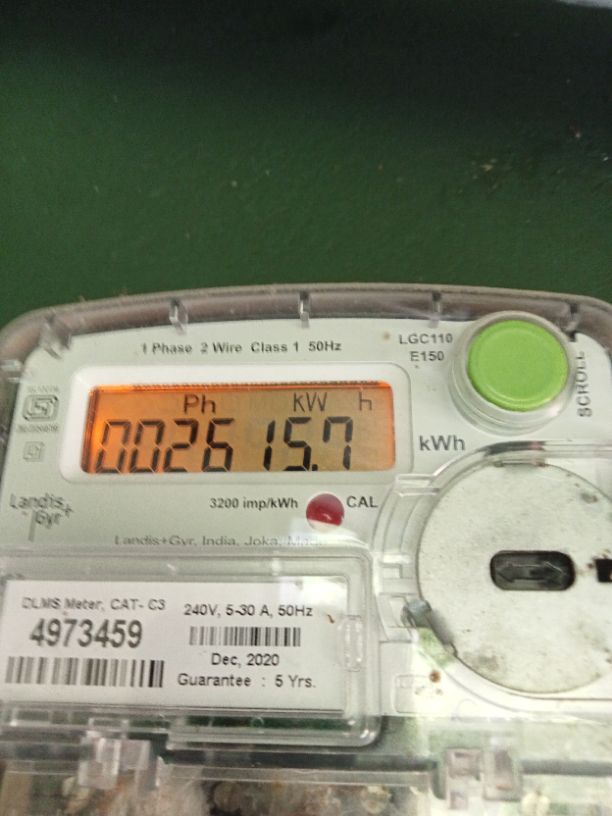 1 Phase 2 Wire Class 1 50Hz
LGC110
E150
SCROLL
Ph kW h
002615.7
kWh
3200 imp/kWh CAL
Landis+
Gyr
Landis+Gyr, India, Joka,
DLMS Meter, CAT- C3
4973459
240V, 5-30 A, 50Hz
Dec, 2020
Guarantee : 5 Yrs.